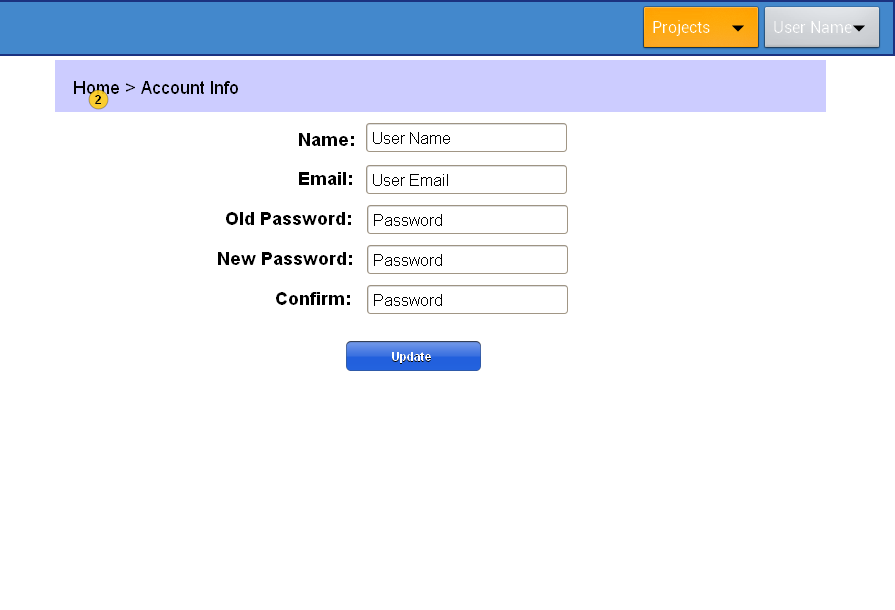 Projects User Name
Home > Account Info
2
Name: User Name
Email: User Email
Old Password: Password
New Password: Password
Confirm: Password
Update